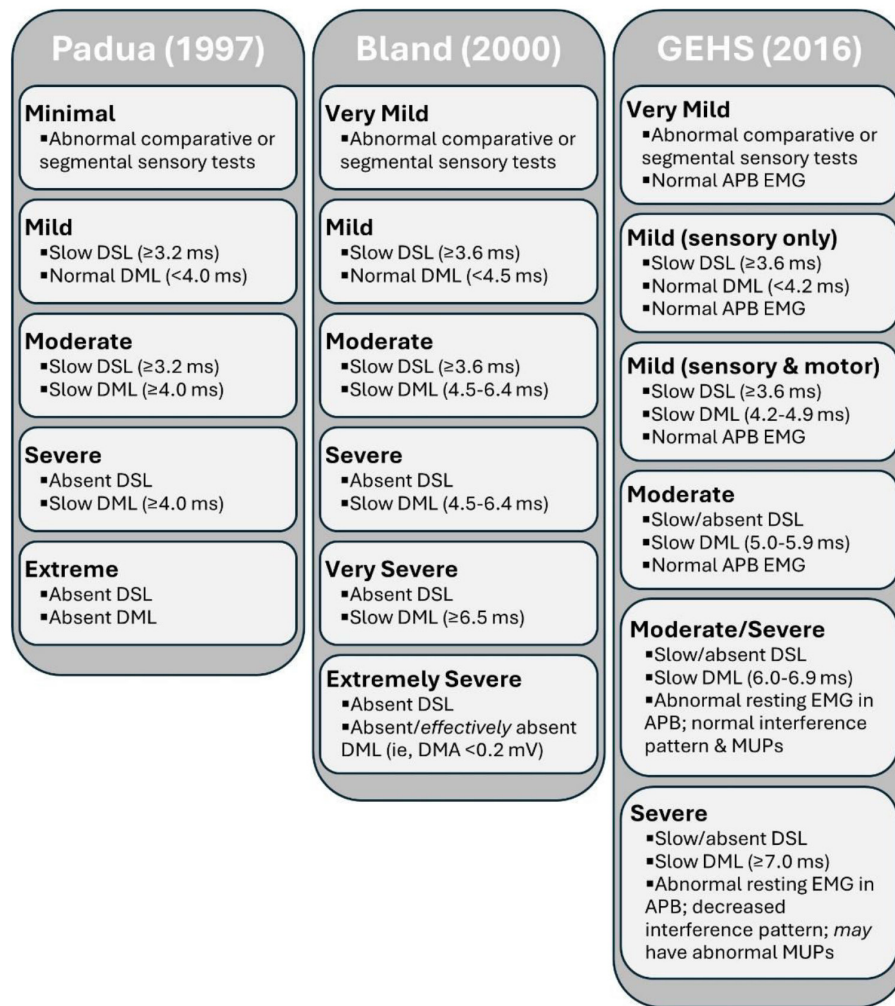 Padua (1997)
Minimal
▪Abnormal comparative or
segmental sensory tests
Mild
▪Slow DSL (≥3.2 ms)
▪Normal DML (<4.0 ms)
Moderate
▪Slow DSL (≥3.2 ms)
▪Slow DML (≥4.0 ms)
Severe
▪Absent DSL
▪Slow DML (≥4.0 ms)
Extreme
▪Absent DSL
▪Absent DML
Bland (2000)
Very Mild
▪Abnormal comparative or
segmental sensory tests
Mild
▪Slow DSL (≥3.6 ms)
▪Normal DML (<4.5 ms)
Moderate
▪Slow DSL (≥3.6 ms)
▪Slow DML (4.5-6.4 ms)
Severe
▪Absent DSL
▪Slow DML (4.5-6.4 ms)
Very Severe
▪Absent DSL
▪Slow DML (≥6.5 ms)
Extremely Severe
▪Absent DSL
▪Absent/effectively absent
DML (ie, DMA <0.2 mV)
GEHS (2016)
Very Mild
▪Abnormal comparative or
segmental sensory tests
▪Normal APB EMG
Mild (sensory only)
▪Slow DSL (≥3.6 ms)
▪Normal DML (<4.2 ms)
▪Normal APB EMG
Mild (sensory & motor)
▪Slow DSL (≥3.6 ms)
▪Slow DML (4.2-4.9 ms)
▪Normal APB EMG
Moderate
▪Slow/absent DSL
▪Slow DML (5.0-5.9 ms)
▪Normal APB EMG
Moderate/Severe
▪Slow/absent DSL
▪Slow DML (6.0-6.9 ms)
▪Abnormal resting EMG in
APB; normal interference
pattern & MUPs
Severe
▪Slow/absent DSL
▪Slow DML (≥7.0 ms)
▪Abnormal resting EMG in
APB; decreased
interference pattern; may
have abnormal MUPs